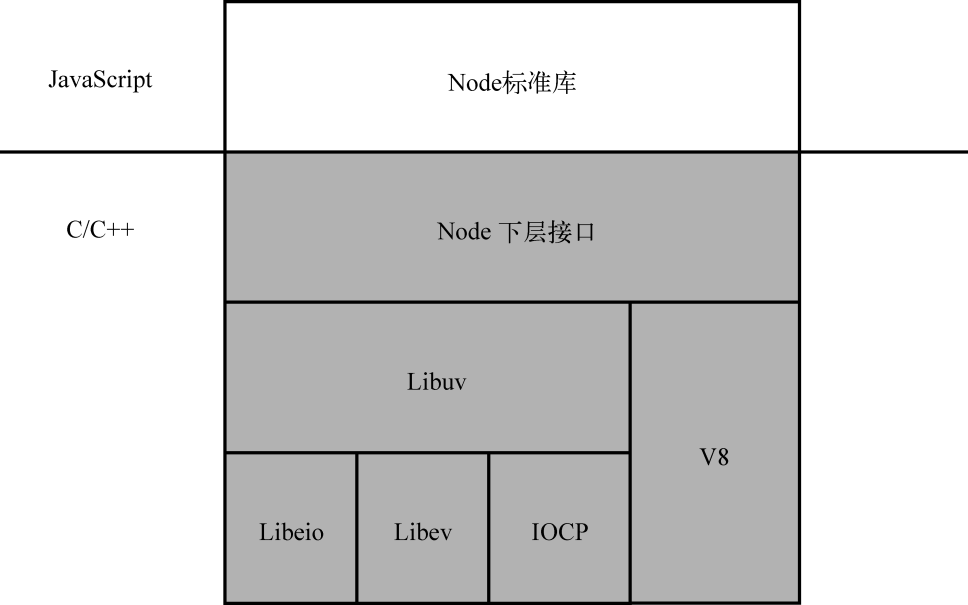 JavaScript
Node标准库
C/C++
Node 下层接口
Libuv
V8
Libeio
Libev
IOCP